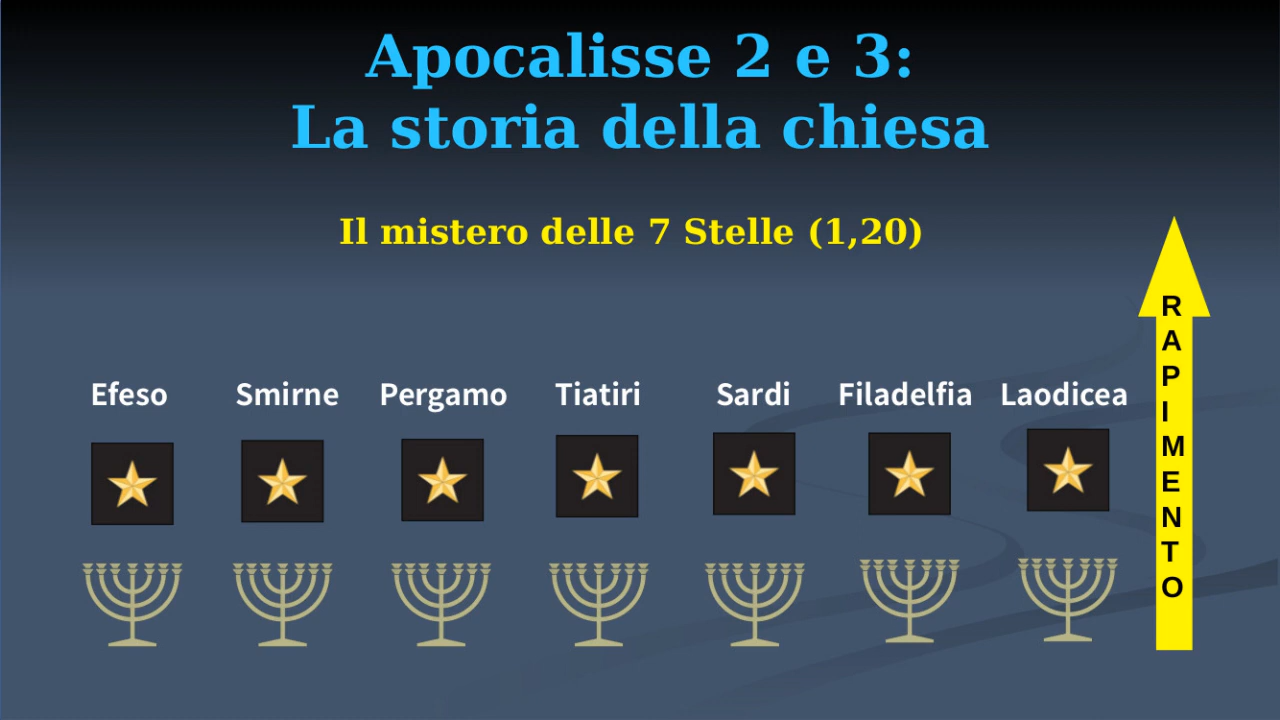 Apocalisse 2 e 3:
La storia della chiesa
Il mistero delle 7 Stelle (1,20)
Efeso Smirne Pergamo Tiatiri Sardi Filadelfia Laodicea
RAPIMENTO